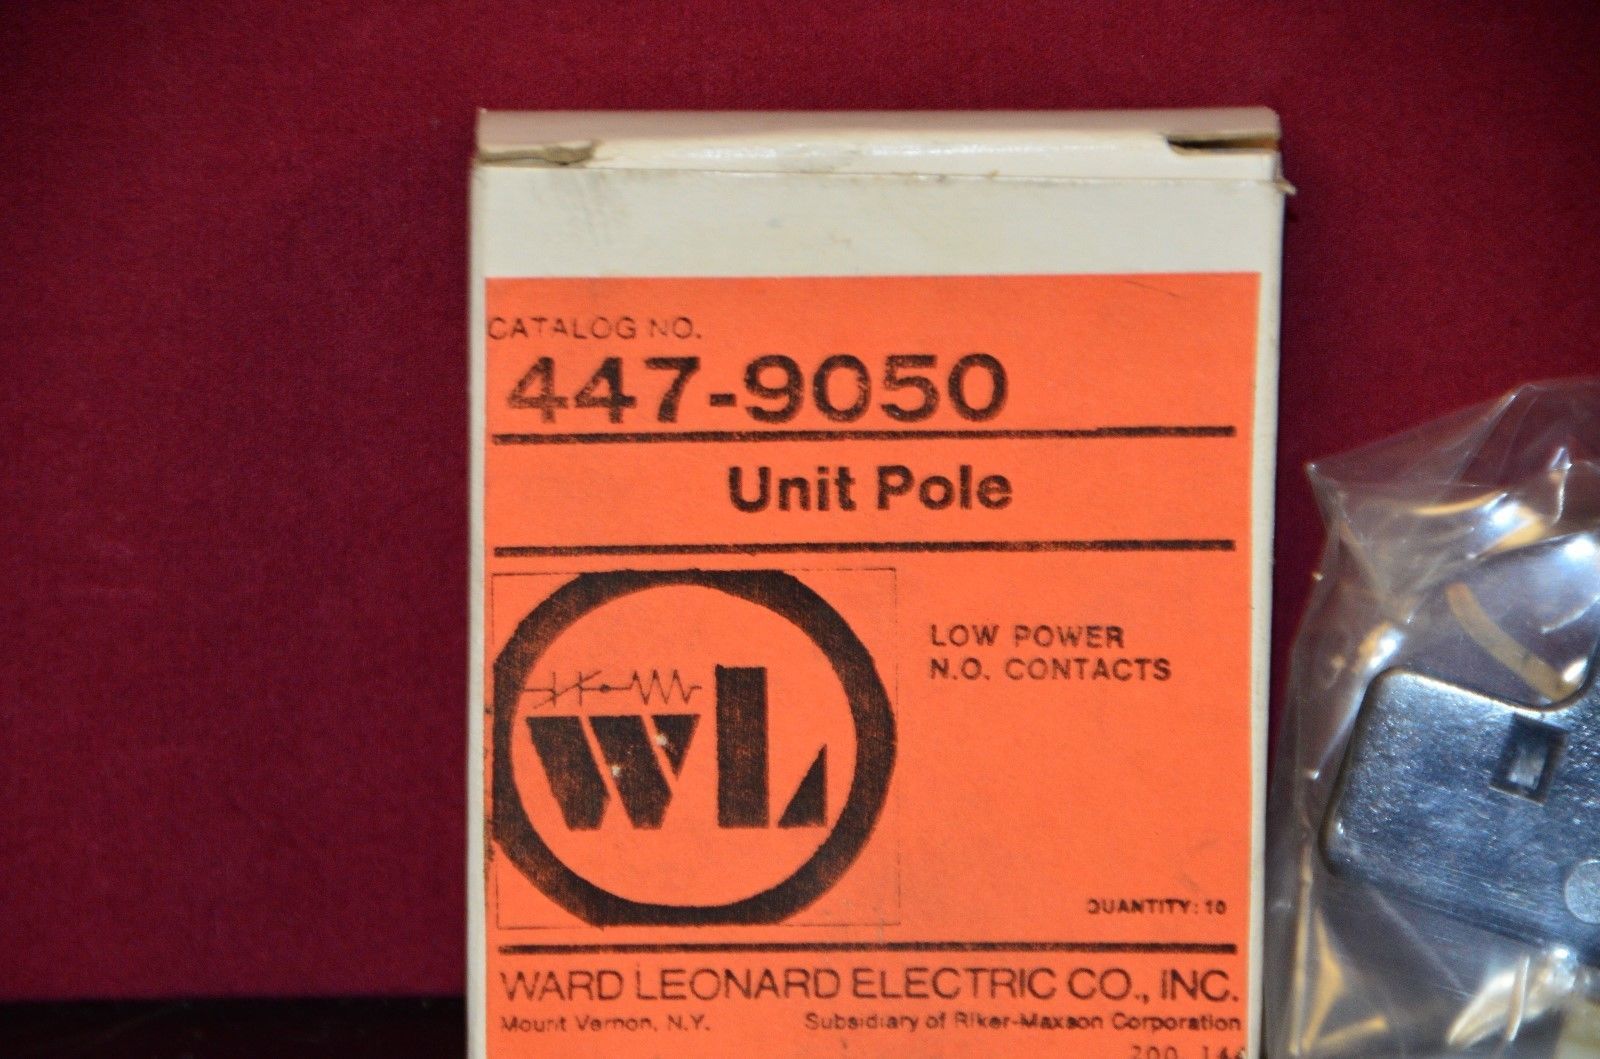 CATALOG NO.
447-9050
Unit Pole
LOW POWER
N.O. CONTACTS
WL
QUANTITY: 10
WARD LEONARD ELECTRIC CO., INC.
Mount Vernon, N.Y. Subsidiary of Riker-Maxson Corporation